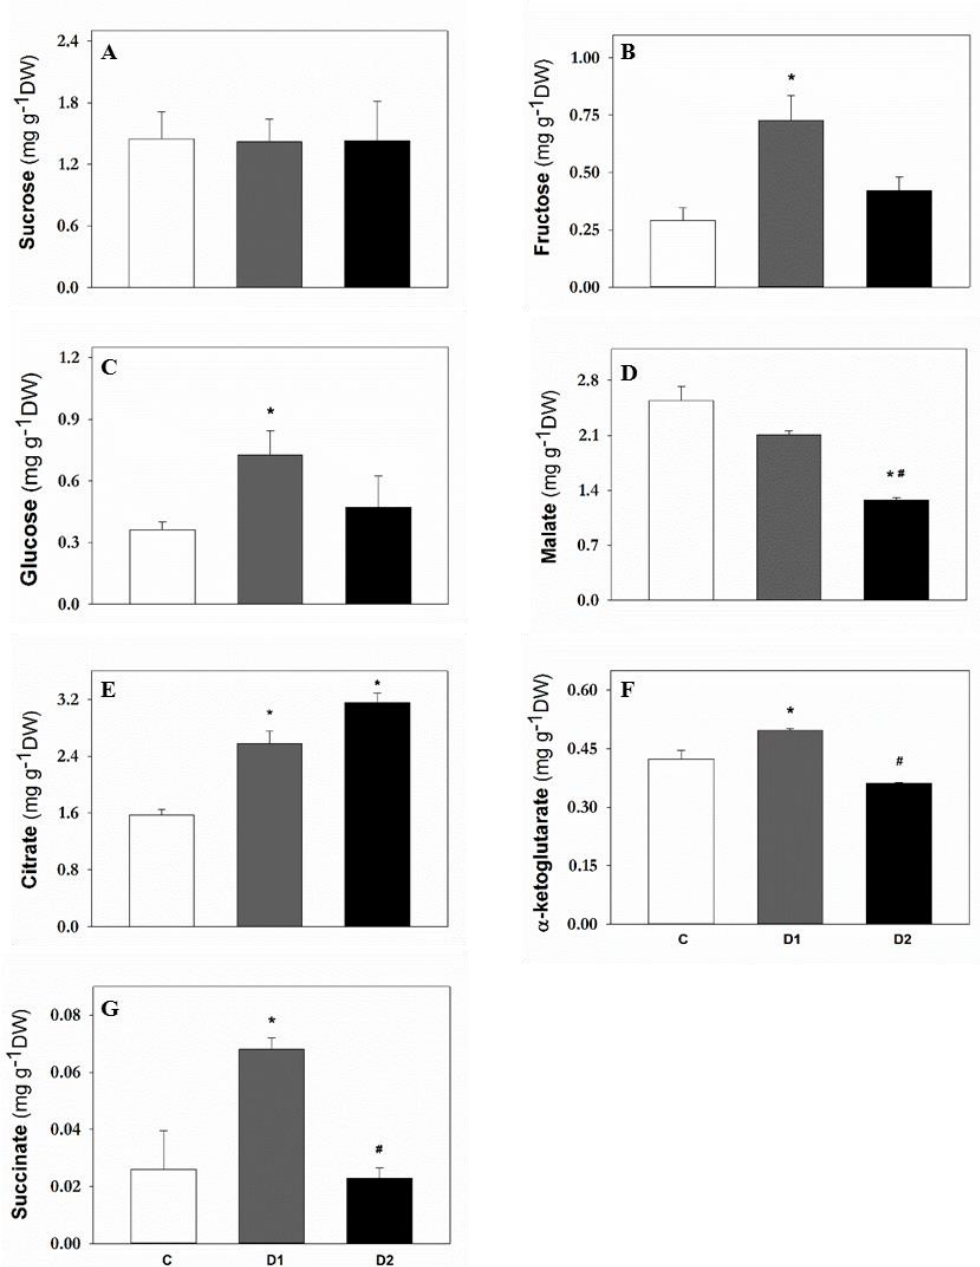 A
Sucrose (mg g⁻¹DW)
2.4
1.8
1.2
0.6
0.0
B
Fructose (mg g⁻¹DW)
1.00
0.75
0.50
0.25
0.00
*
C
Glucose (mg g⁻¹DW)
1.2
0.9
0.6
0.3
0.0
*
D
Malate (mg g⁻¹DW)
2.8
2.1
1.4
0.7
0.0
* #
E
Citrate (mg g⁻¹DW)
3.2
2.4
1.6
0.8
0.0
*
*
F
α-ketoglutarate (mg g⁻¹DW)
0.60
0.45
0.30
0.15
0.00
*
#
C D1 D2
G
Succinate (mg g⁻¹DW)
0.08
0.06
0.04
0.02
0.00
*
#
C D1 D2